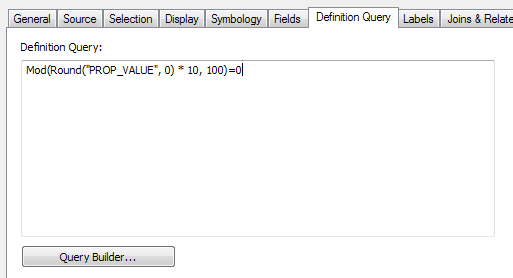 General Source Selection Display Symbology Fields Definition Query Labels Joins & Relate
Definition Query:
Mod(Round("PROP_VALUE", 0) * 10, 100)=0
Query Builder...